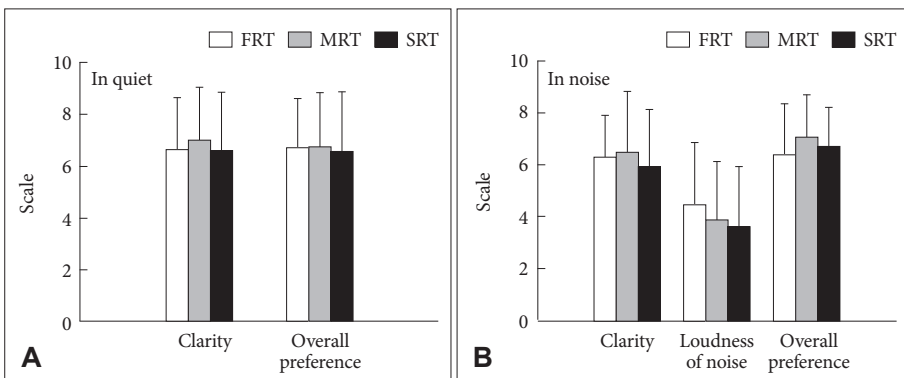 FRT MRT SRT
In quiet
10
8
6
4
2
0
Scale
Clarity
Overall
preference
A
FRT MRT SRT
In noise
10
8
6
4
2
0
Scale
Clarity
Loudness
of noise
Overall
preference
B